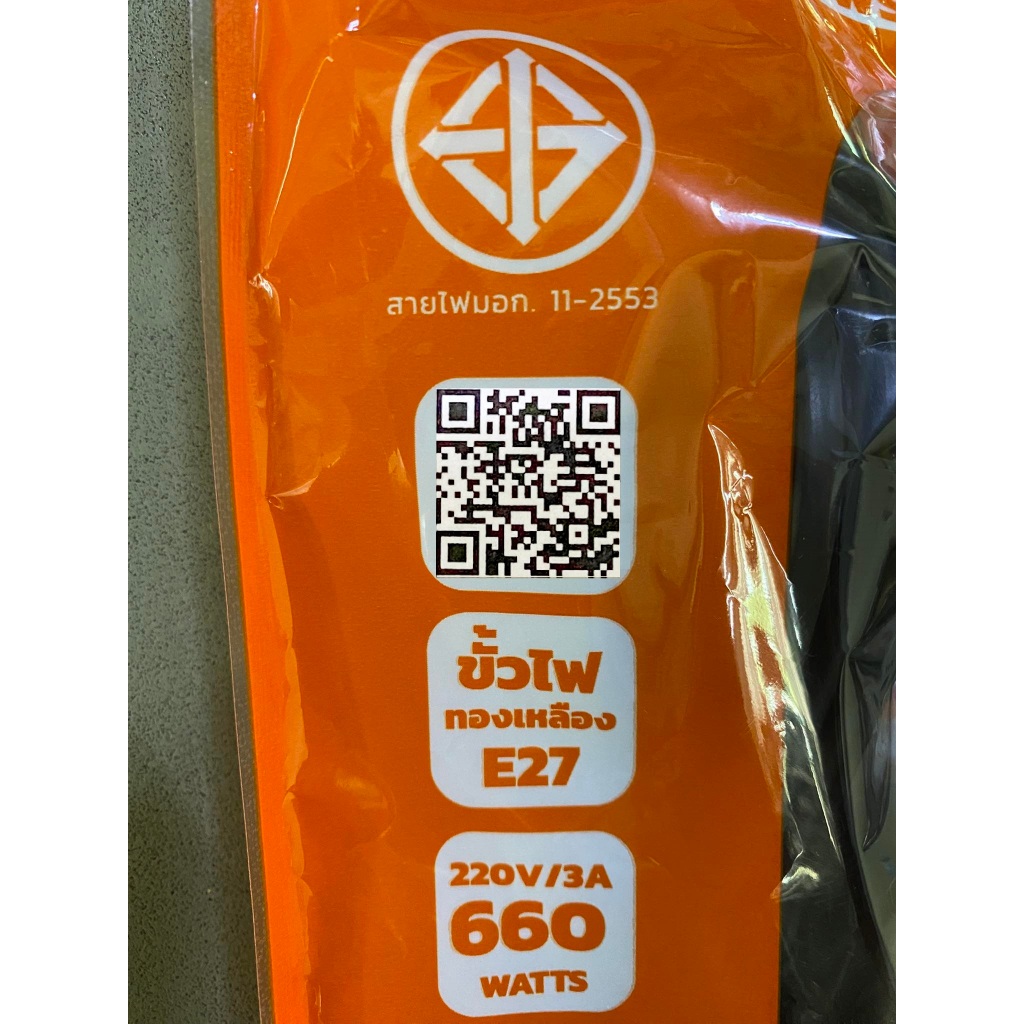 สายไฟมอก. 11-2553
ขั้วไฟ
ทองเหลือง
E27
220V/3A
660
WATTS